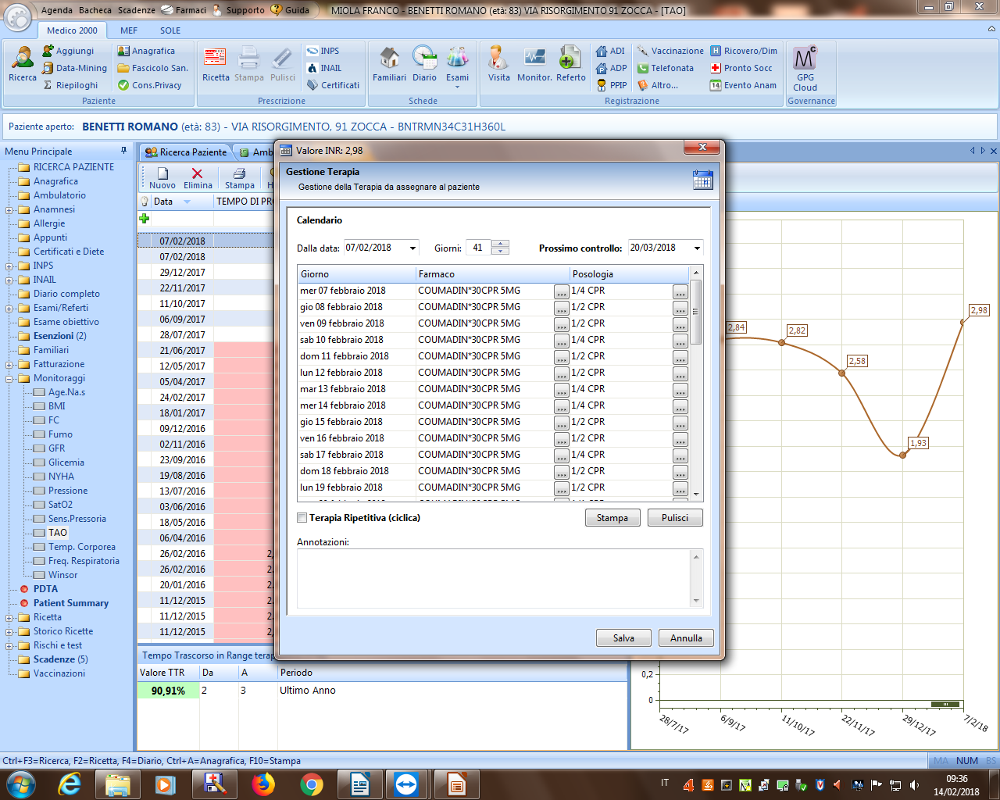 Agenda Bacheca Scadenze Farmaci Supporto Guida
MIOLA FRANCO - BENETTI ROMANO (età: 83) VIA RISORGIMENTO 91 ZOCCA - [TAO]
Medico 2000 MEF SOLE
Ricerca
Aggiungi
Data-Mining
Riepiloghi
Anagrafica
Fascicolo San.
Cons.Privacy
Paziente
Ricetta Stampa Pulisci
INPS
INAIL
Certificati
Prescrizione
Familiari Diario Esami
Schede
Visita Monitor. Referto
ADI
ADP
PPIP
Vaccinazione
Telefonata
Altro...
Ricovero/Dim
Pronto Socc
Evento Anam
Registrazione
GPG
Cloud
Governance
Paziente aperto: BENETTI ROMANO (età: 83) - VIA RISORGIMENTO, 91 ZOCCA - BNTRMN34C31H360L
Menu Principale
RICERCA PAZIENTE
Anagrafica
Ambulatorio
Anamnesi
Allergie
Appunti
Certificati e Diete
INPS
INAIL
Diario completo
Esami/Referti
Esame obiettivo
Esenzioni (2)
Familiari
Fatturazione
Monitoraggi
Age.Na.s
BMI
FC
Fumo
GFR
Glicemia
NYHA
Pressione
SatO2
Sens.Pressoria
TAO
Temp. Corporea
Freq. Respiratoria
Winsor
PDTA
Patient Summary
Ricetta
Storico Ricette
Rischi e test
Scadenze (5)
Vaccinazioni
Ricerca Paziente
Nuovo Elimina Stampa
Data TEMPO DI
07/02/2018
07/02/2018
29/12/2017
22/11/2017
11/10/2017
06/09/2017
28/07/2017
21/06/2017
12/05/2017
05/04/2017
24/02/2017
18/01/2017
09/12/2016
02/11/2016
23/09/2016
19/08/2016
13/07/2016
03/06/2016
18/05/2016
06/04/2016
26/02/2016
26/02/2016
20/01/2016
11/12/2015
11/12/2015
11/12/2015
Tempo Trascorso in Range
Valore TTR Da A Periodo
90,91% 2 3 Ultimo Anno
Valore INR: 2,98
Gestione Terapia
Gestione della Terapia da assegnare al paziente
Calendario
Dalla data: 07/02/2018 Giorni: 41 Prossimo controllo: 20/03/2018
Giorno Farmaco Posologia
mer 07 febbraio 2018 COUMADIN*30CPR 5MG ... 1/4 CPR ...
gio 08 febbraio 2018 COUMADIN*30CPR 5MG ... 1/2 CPR ...
ven 09 febbraio 2018 COUMADIN*30CPR 5MG ... 1/2 CPR ...
sab 10 febbraio 2018 COUMADIN*30CPR 5MG ... 1/4 CPR ...
dom 11 febbraio 2018 COUMADIN*30CPR 5MG ... 1/2 CPR ...
lun 12 febbraio 2018 COUMADIN*30CPR 5MG ... 1/2 CPR ...
mar 13 febbraio 2018 COUMADIN*30CPR 5MG ... 1/4 CPR ...
mer 14 febbraio 2018 COUMADIN*30CPR 5MG ... 1/4 CPR ...
gio 15 febbraio 2018 COUMADIN*30CPR 5MG ... 1/2 CPR ...
ven 16 febbraio 2018 COUMADIN*30CPR 5MG ... 1/2 CPR ...
sab 17 febbraio 2018 COUMADIN*30CPR 5MG ... 1/4 CPR ...
dom 18 febbraio 2018 COUMADIN*30CPR 5MG ... 1/2 CPR ...
lun 19 febbraio 2018 COUMADIN*30CPR 5MG ... 1/2 CPR ...
Terapia Ripetitiva (ciclica) Stampa Pulisci
Annotazioni:
Salva Annulla
2,84
2,82
2,58
1,93
2,98
0,2
0
28/7/17 6/9/17 11/10/17 22/11/17 29/12/17 7/2/18
Ctrl+F3=Ricerca, F2=Ricetta, F4=Diario, Ctrl+A=Anagrafica, F10=Stampa
MA NUM BS
IT
09:36
14/02/2018